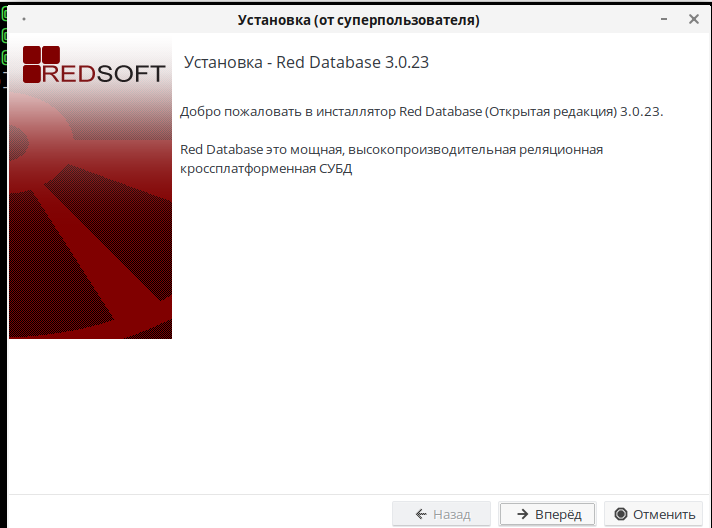 Установка (от суперпользователя)
REDSOFT
Установка - Red Database 3.0.23
Добро пожаловать в инсталлятор Red Database (Открытая редакция) 3.0.23.
Red Database это мощная, высокопроизводительная реляционная
кроссплатформенная СУБД
Назад
Вперёд
Отменить